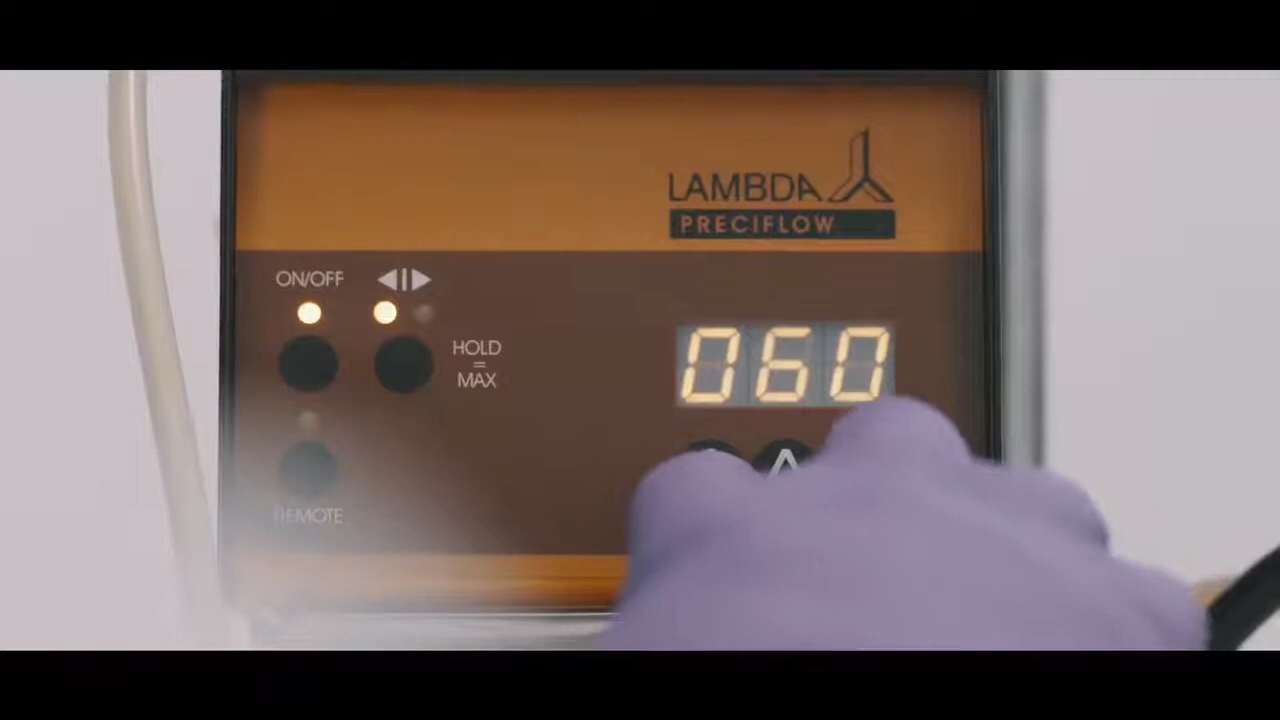 LAMBDA
PRECIFLOW
ON/OFF
HOLD
=
MAX
060
REMOTE